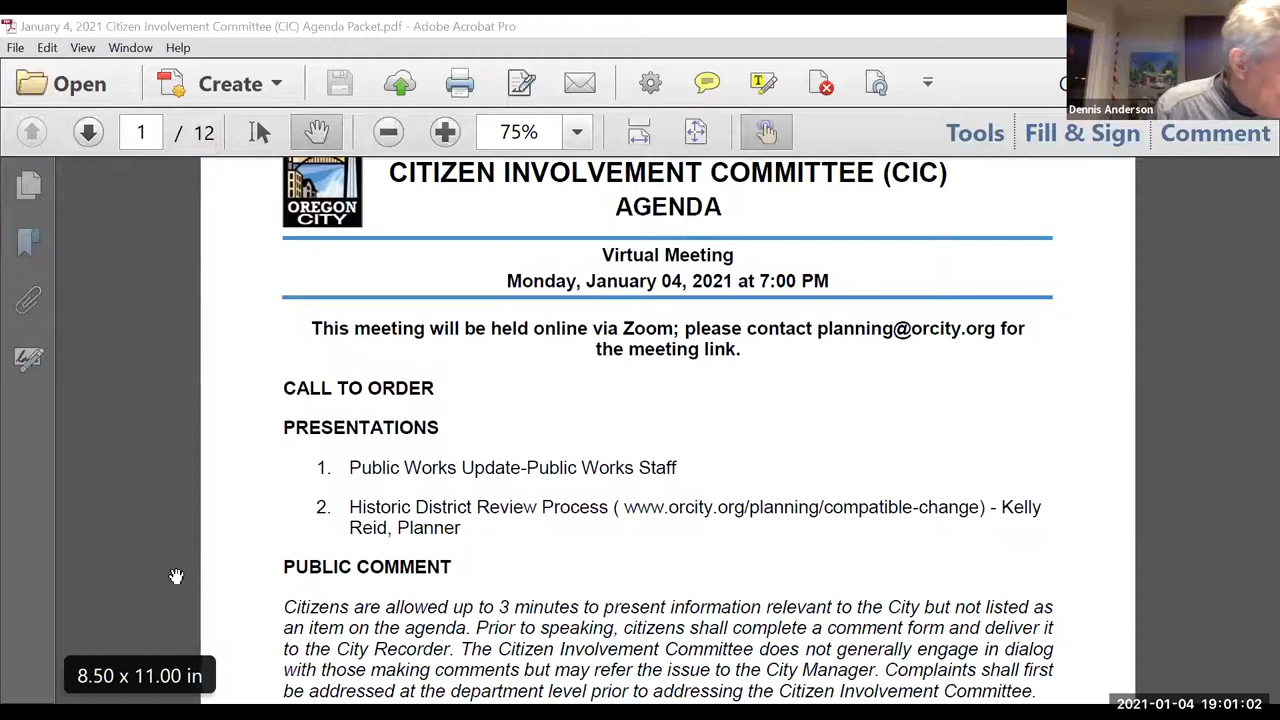 January 4, 2021 Citizen Involvement Committee (CIC) Agenda Packet.pdf - Adobe Acrobat Pro
File Edit View Window Help
Open Create
1 / 12 75% Tools Fill & Sign Comment
Dennis Anderson
OREGON
CITY
CITIZEN INVOLVEMENT COMMITTEE (CIC)
AGENDA
Virtual Meeting
Monday, January 04, 2021 at 7:00 PM
This meeting will be held online via Zoom; please contact planning@orcity.org for
the meeting link.
CALL TO ORDER
PRESENTATIONS
1. Public Works Update-Public Works Staff
2. Historic District Review Process ( www.orcity.org/planning/compatible-change) - Kelly
Reid, Planner
PUBLIC COMMENT
Citizens are allowed up to 3 minutes to present information relevant to the City but not listed as
an item on the agenda. Prior to speaking, citizens shall complete a comment form and deliver it
to the City Recorder. The Citizen Involvement Committee does not generally engage in dialog
with those making comments but may refer the issue to the City Manager. Complaints shall first
be addressed at the department level prior to addressing the Citizen Involvement Committee.
8.50 x 11.00 in
2021-01-04 19:01:02